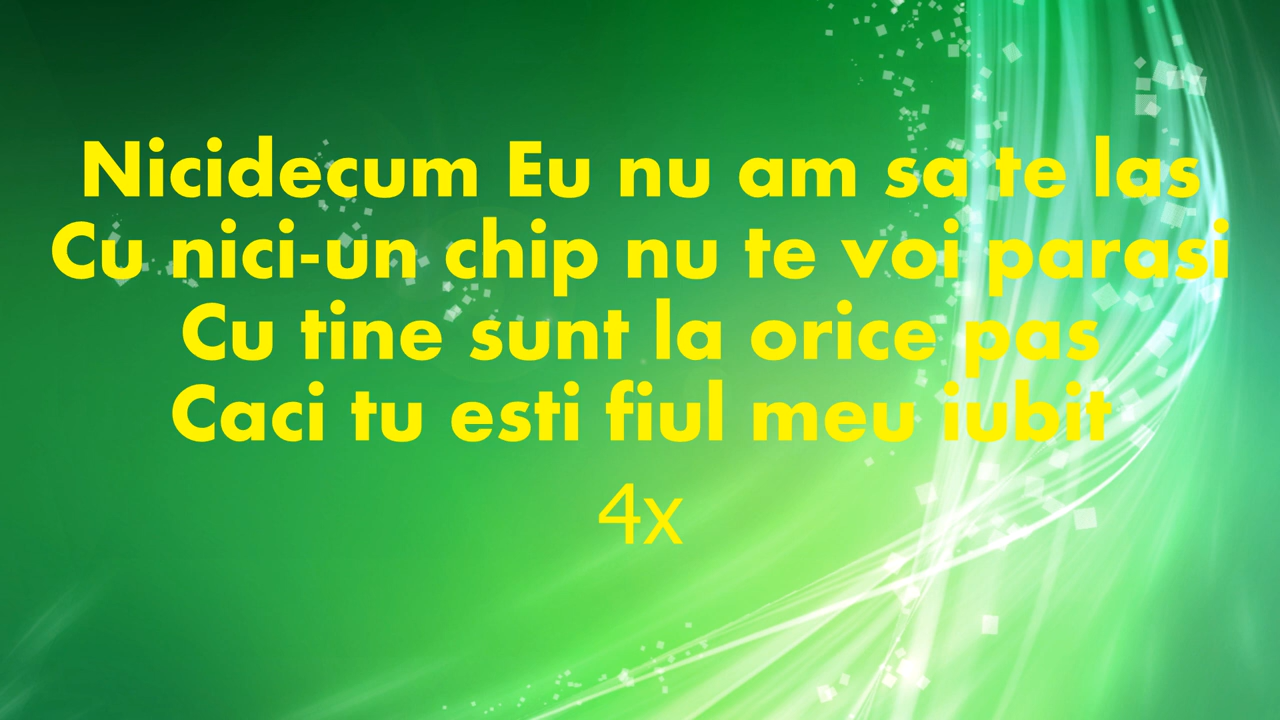 Nicidecum Eu nu am sa te las
Cu nici-un chip nu te voi parasi
Cu tine sunt la orice pas
Caci tu esti fiul meu iubit
4x